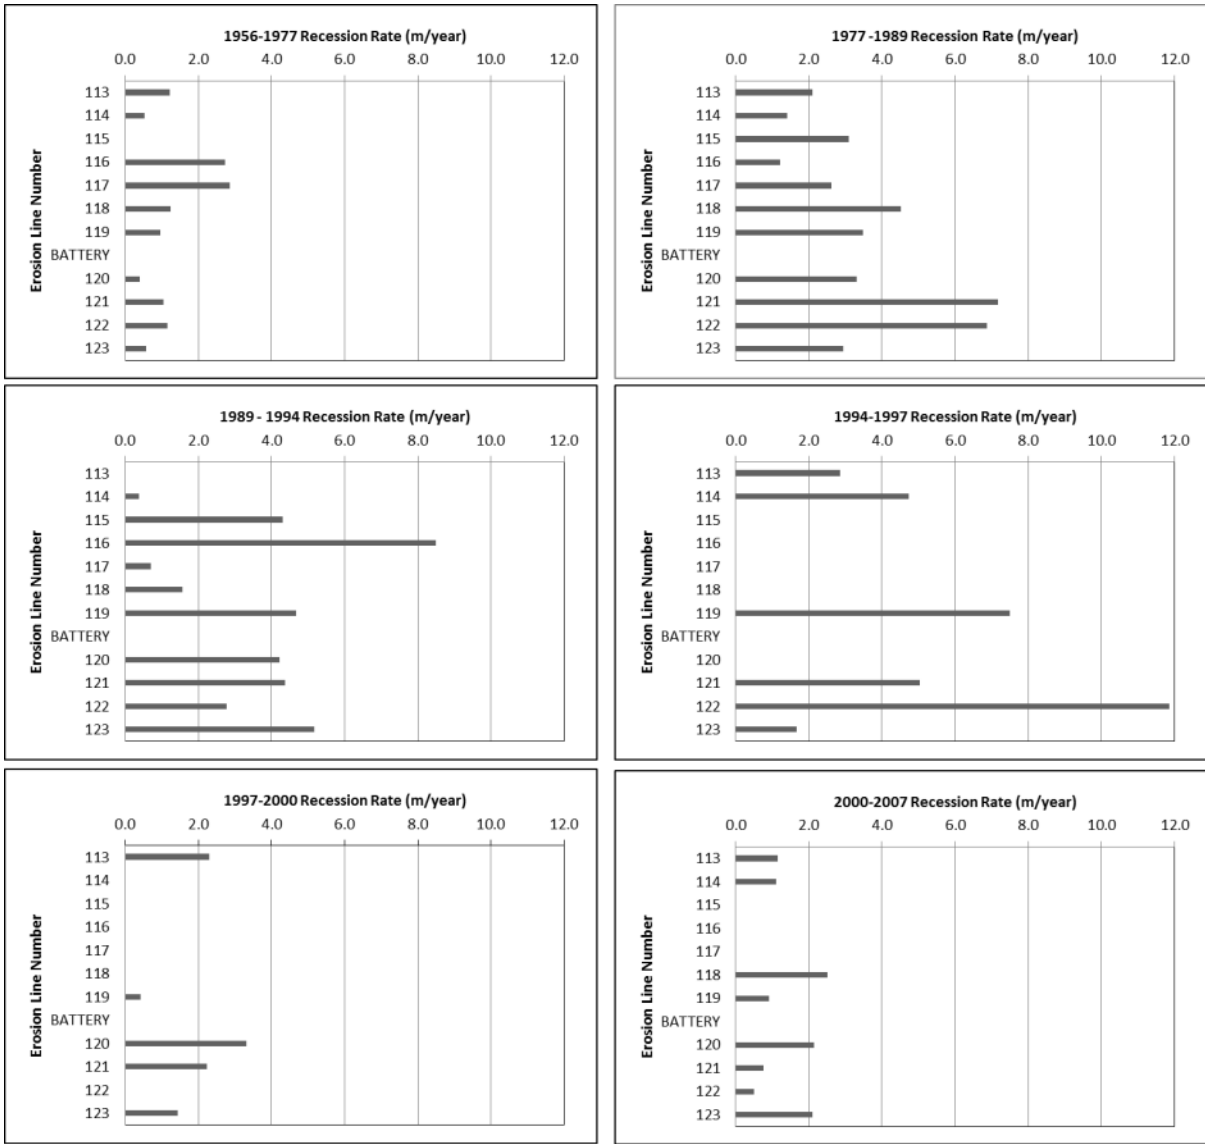 1956-1977 Recession Rate (m/year)
0.0 2.0 4.0 6.0 8.0 10.0 12.0
Erosion Line Number
113
114
115
116
117
118
119
BATTERY
120
121
122
123
1977 -1989 Recession Rate (m/year)
0.0 2.0 4.0 6.0 8.0 10.0 12.0
Erosion Line Number
113
114
115
116
117
118
119
BATTERY
120
121
122
123
1989 - 1994 Recession Rate (m/year)
0.0 2.0 4.0 6.0 8.0 10.0 12.0
Erosion Line Number
113
114
115
116
117
118
119
BATTERY
120
121
122
123
1994-1997 Recession Rate (m/year)
0.0 2.0 4.0 6.0 8.0 10.0 12.0
Erosion Line Number
113
114
115
116
117
118
119
BATTERY
120
121
122
123
1997-2000 Recession Rate (m/year)
0.0 2.0 4.0 6.0 8.0 10.0 12.0
Erosion Line Number
113
114
115
116
117
118
119
BATTERY
120
121
122
123
2000-2007 Recession Rate (m/year)
0.0 2.0 4.0 6.0 8.0 10.0 12.0
Erosion Line Number
113
114
115
116
117
118
119
BATTERY
120
121
122
123